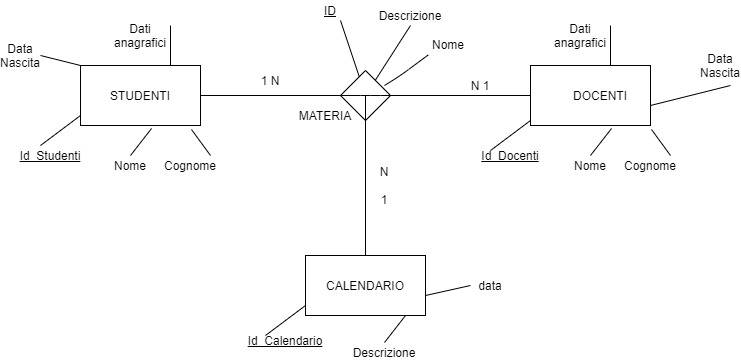 ID
Descrizione
Nome
Dati
anagrafici
Data
Nascita
STUDENTI
1 N
MATERIA
N 1
Dati
anagrafici
Data
Nascita
DOCENTI
Id_Studenti
Nome
Cognome
Id_Docenti
Nome
Cognome
N
1
CALENDARIO
data
Id_Calendario
Descrizione